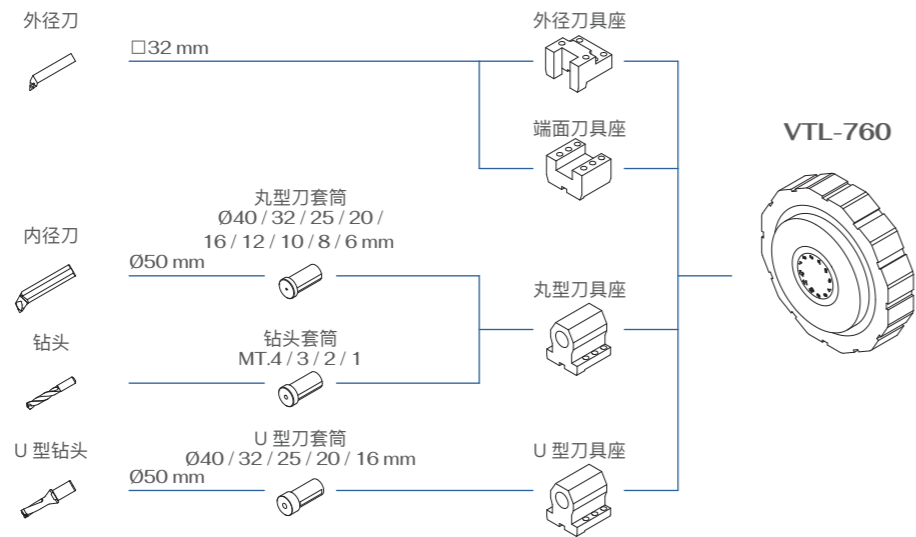 外径刀
□32 mm
外径刀具座
端面刀具座
VTL-760
丸型刀套筒
Ø40 / 32 / 25 / 20 /
16 / 12 / 10 / 8 / 6 mm
内径刀
Ø50 mm
丸型刀具座
钻头
钻头套筒
MT.4 / 3 / 2 / 1
U 型钻头
U 型刀套筒
Ø40 / 32 / 25 / 20 / 16 mm
Ø50 mm
U 型刀具座